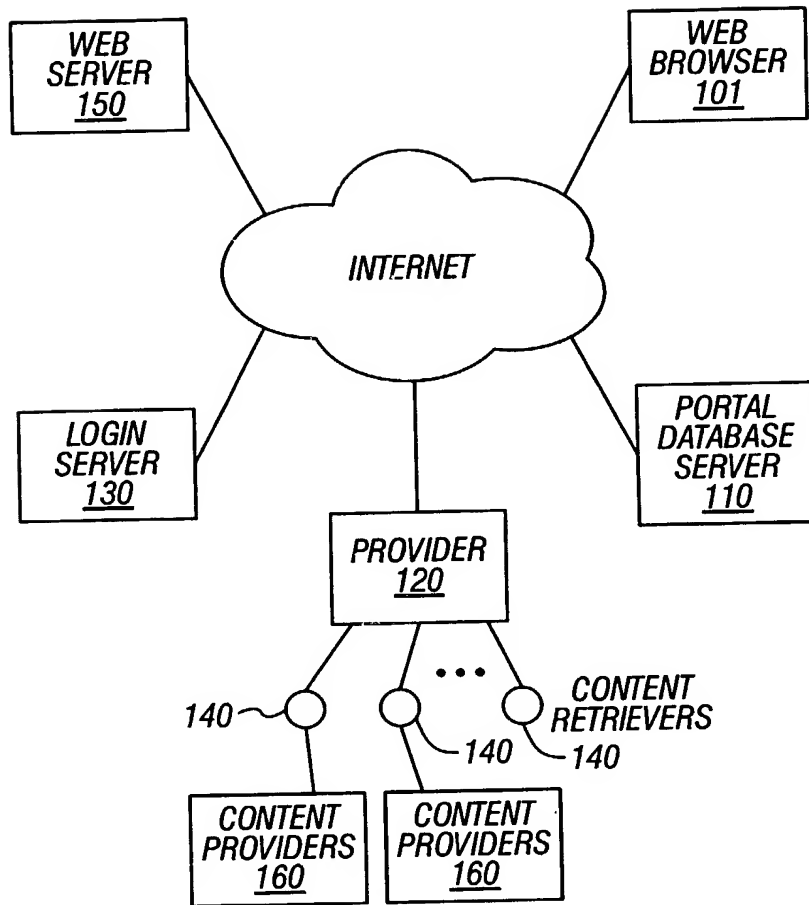 WEB
SERVER
150
WEB
BROWSER
101
INTERNET
LOGIN
SERVER
130
PORTAL
DATABASE
SERVER
110
PROVIDER
120
•••
140
140
CONTENT
RETRIEVERS
140
CONTENT
PROVIDERS
160
CONTENT
PROVIDERS
160